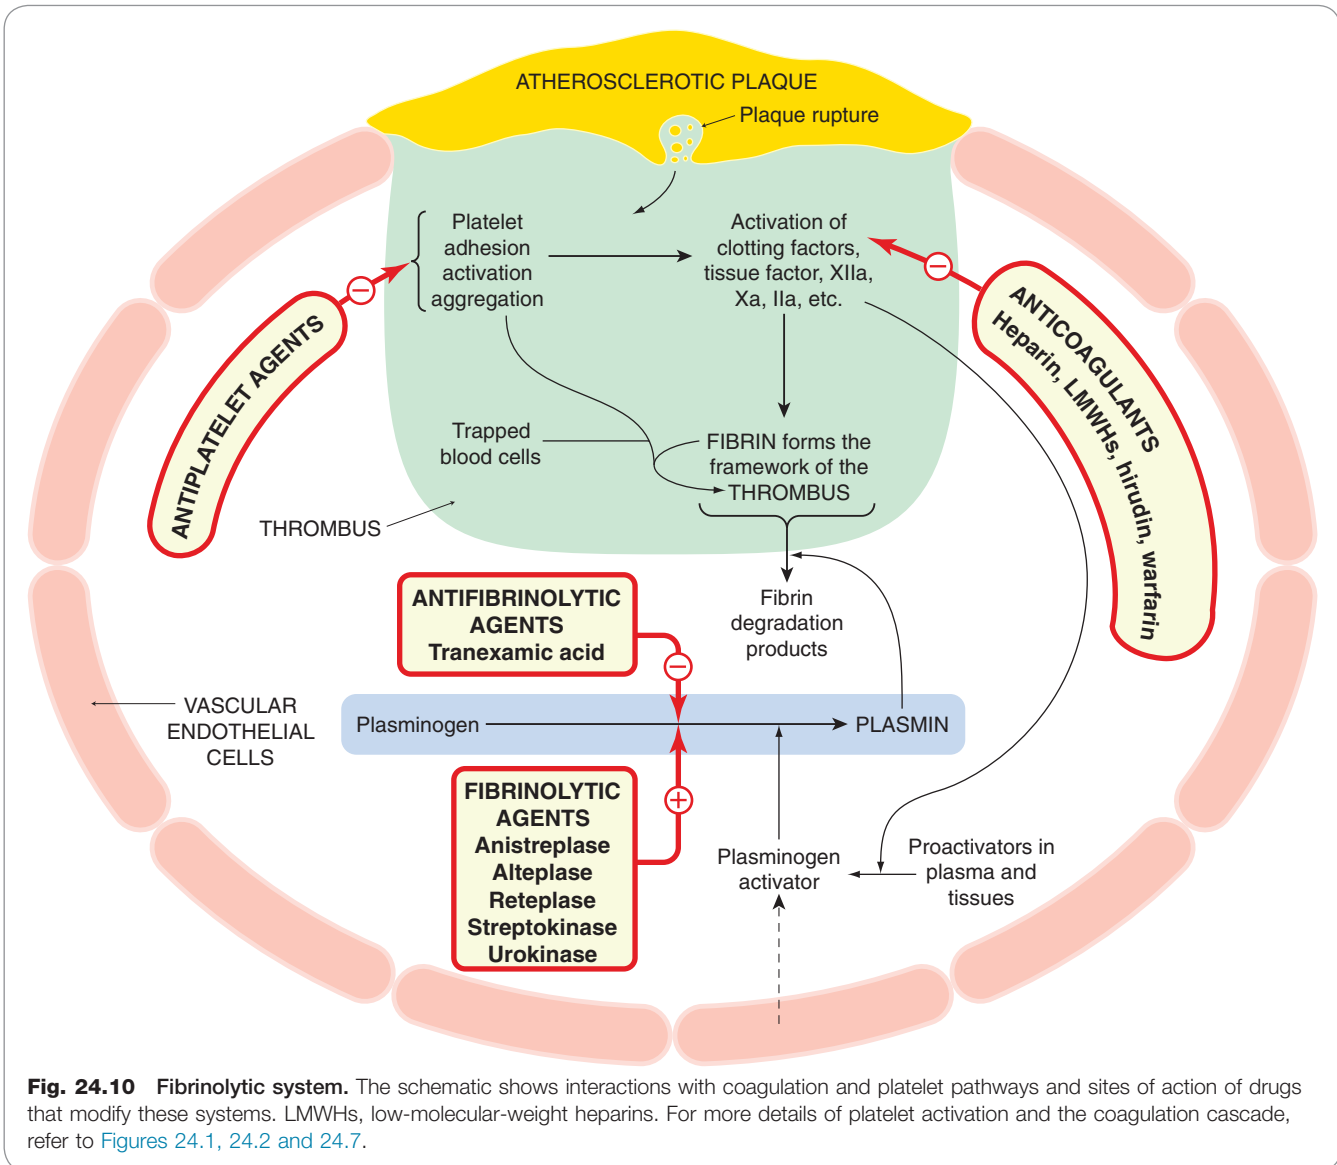 ATHEROSCLEROTIC PLAQUE
Plaque rupture
Platelet
adhesion
activation
aggregation
Activation of
clotting factors,
tissue factor, XIIa,
Xa, IIa, etc.
ANTIPLATELET AGENTS
ANTICOAGULANTS
Heparin, LMWHs, hirudin, warfarin
Trapped
blood cells
FIBRIN forms the
framework of the
THROMBUS
THROMBUS
ANTIFIBRINOLYTIC
AGENTS
Tranexamic acid
Fibrin
degradation
products
VASCULAR
ENDOTHELIAL
CELLS
Plasminogen
PLASMIN
FIBRINOLYTIC
AGENTS
Anistreplase
Alteplase
Reteplase
Streptokinase
Urokinase
Plasminogen
activator
Proactivators in
plasma and
tissues
Fig. 24.10 Fibrinolytic system. The schematic shows interactions with coagulation and platelet pathways and sites of action of drugs
that modify these systems. LMWHs, low-molecular-weight heparins. For more details of platelet activation and the coagulation cascade,
refer to Figures 24.1, 24.2 and 24.7.